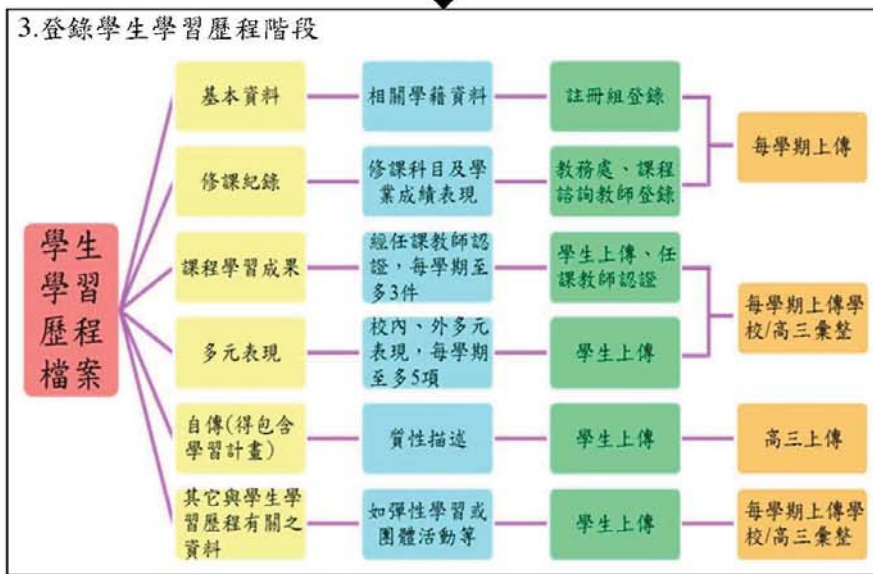 3.登錄學生學習歷程階段
學生
學習
歷程
檔案
基本資料
相關學籍資料
註冊組登錄
每學期上傳
修課紀錄
修課科目及學
業成績表現
教務處、課程
諮詢教師登錄
課程學習成果
經任課教師認
證，每學期至
多3件
學生上傳、任
課教師認證
每學期上傳學
校/高三彙整
多元表現
校內、外多元
表現，每學期
至多5項
學生上傳
自傳(得包含
學習計畫)
質性描述
學生上傳
高三上傳
其它與學生學
習歷程有關之
資料
如彈性學習或
團體活動等
學生上傳
每學期上傳學
校/高三彙整